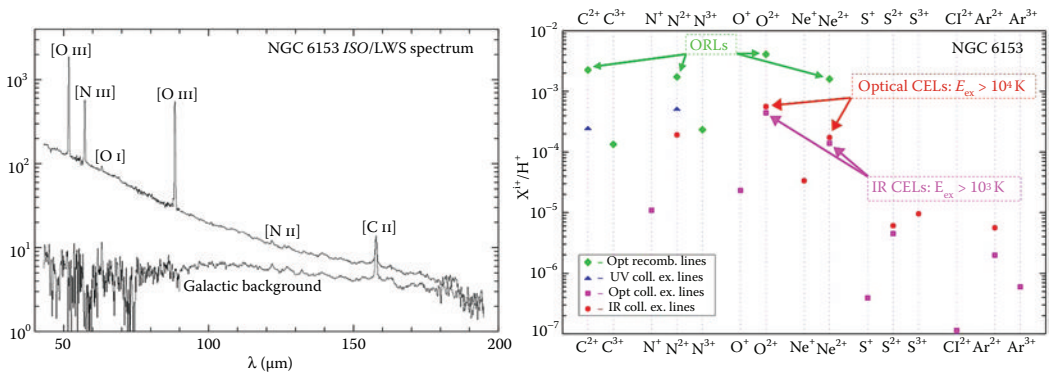 NGC 6153 ISO/LWS spectrum
[O III]
[N III]
[O III]
[O I]
[N II]
[C II]
Galactic background
10³
10²
10¹
10⁰
50 100 150 200
λ (μm)
C²⁺ C³⁺ N⁺ N²⁺ N³⁺ O⁺ O²⁺ Ne⁺ Ne²⁺ S⁺ S²⁺ S³⁺ Cl²⁺ Ar²⁺ Ar³⁺
ORLs
NGC 6153
Optical CELs: Eₑₓ > 10⁴ K
IR CELs: Eₑₓ > 10³ K
10⁻²
10⁻³
10⁻⁴
10⁻⁵
10⁻⁶
10⁻⁷
Xⁱ⁺/H⁺
– Opt recomb. lines
– UV coll. ex. lines
– Opt coll. ex. lines
– IR coll. ex. lines
C²⁺ C³⁺ N⁺ N²⁺ N³⁺ O⁺ O²⁺ Ne⁺ Ne²⁺ S⁺ S²⁺ S³⁺ Cl²⁺ Ar²⁺ Ar³⁺